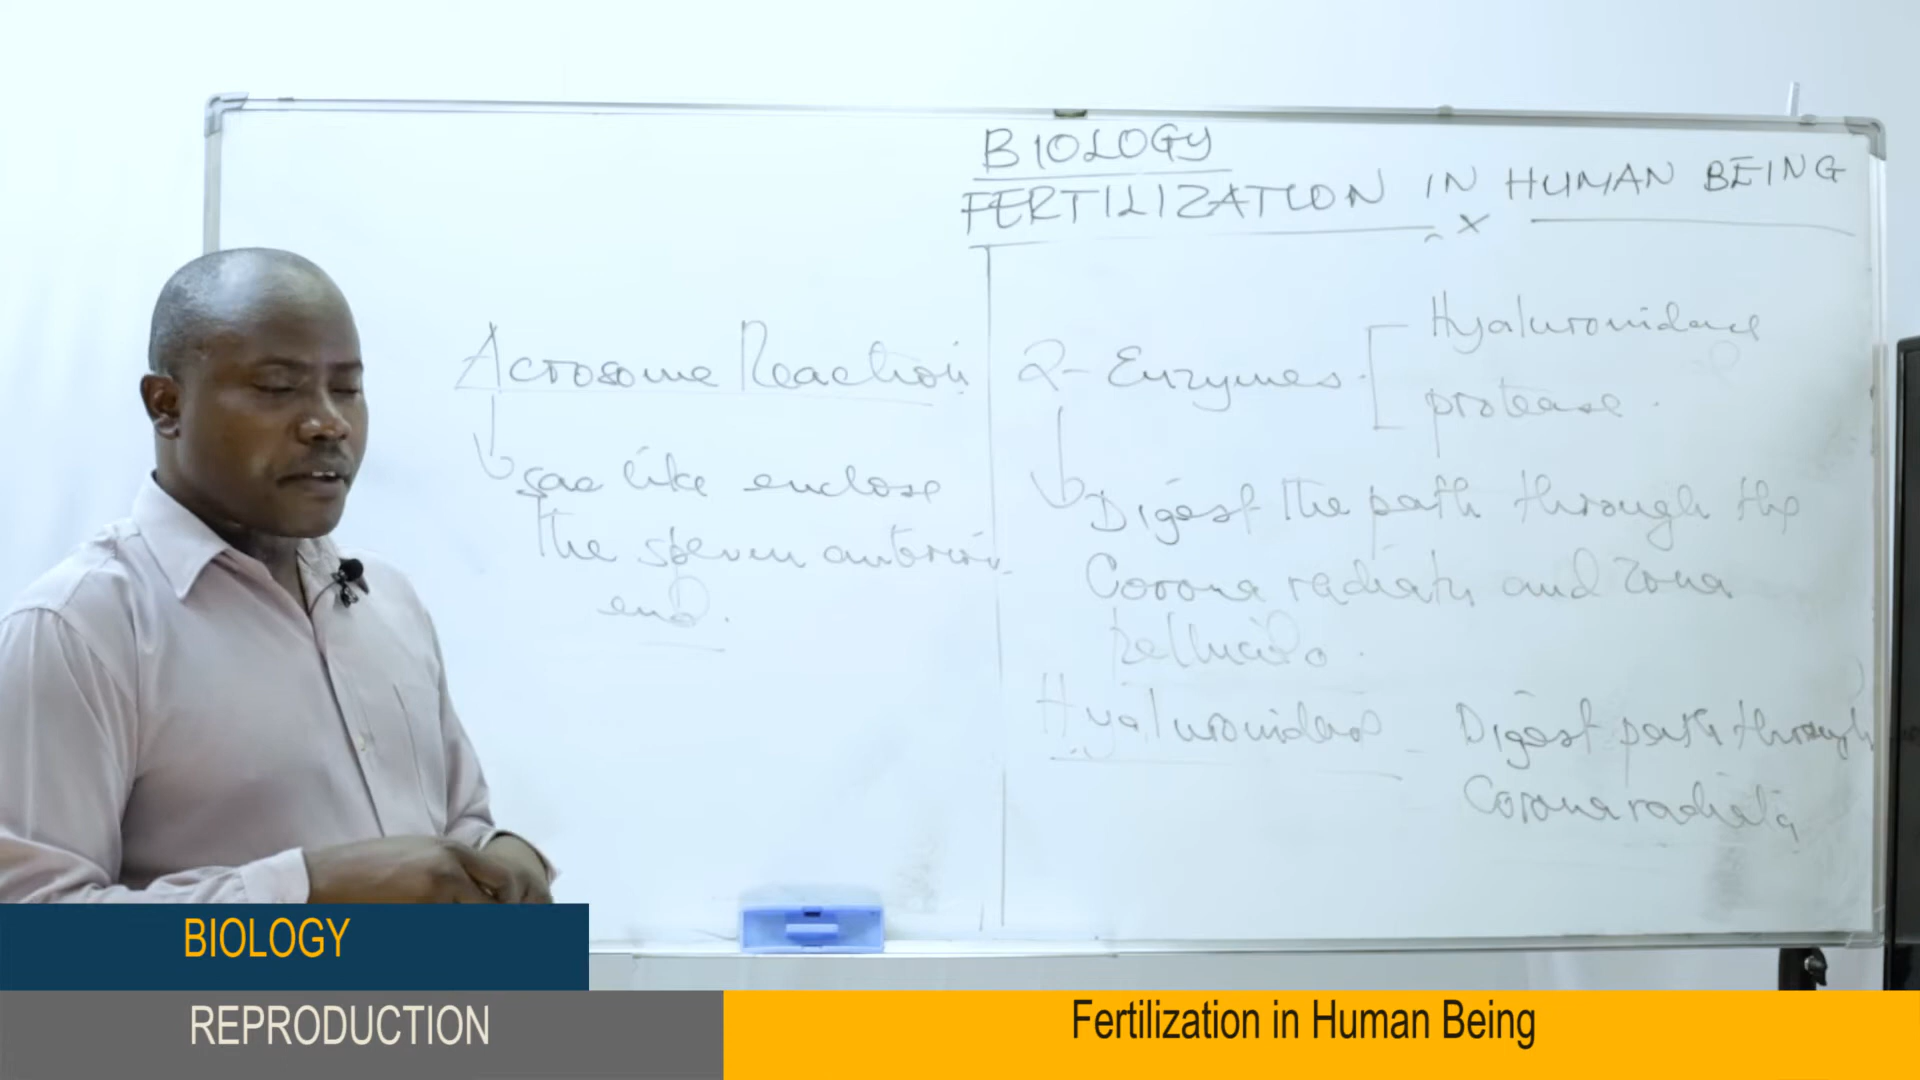 BIOLOGY
FERTILIZATION IN HUMAN BEING
x
Acrosome Reaction
sac like enclose
the sperm anterior
end.
2- Enzymes
Hyaluronidase
protease.
Digest the path through the
Corona radiata and zona
pellucida.
Hyaluronidase - Digest path through
Corona radiata
BIOLOGY
REPRODUCTION
Fertilization in Human Being